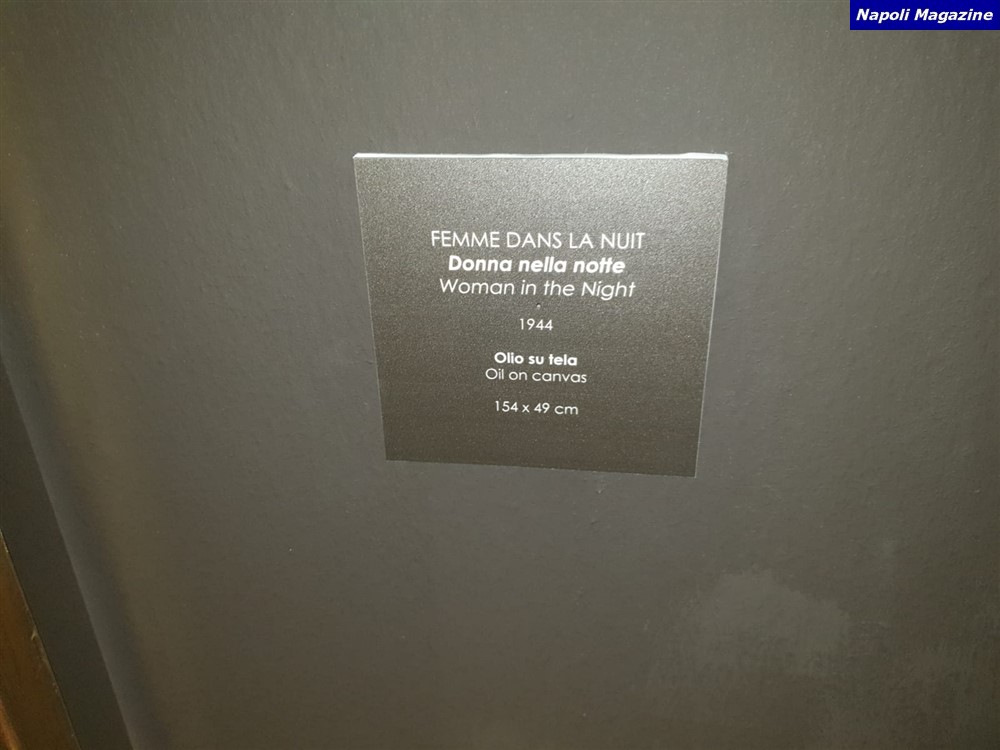 Napoli Magazine
FEMME DANS LA NUIT
Donna nella notte
Woman in the Night
1944
Olio su tela
Oil on canvas
154 x 49 cm